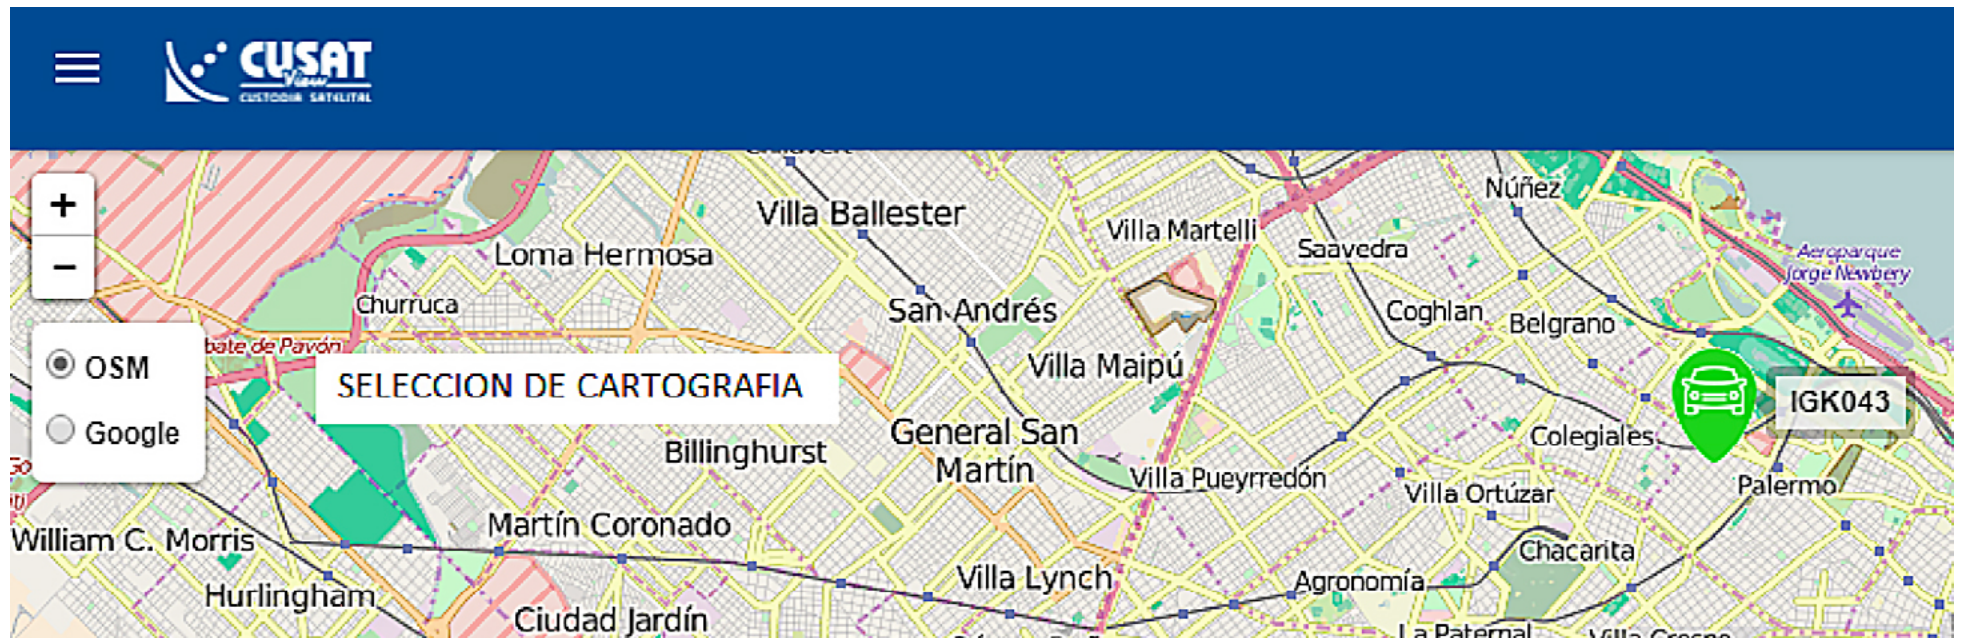 CUSAT
View
CUSTODIA SATELITAL
+
−
OSM
Google
SELECCION DE CARTOGRAFIA
Villa Ballester
Loma Hermosa
Churruca
Villa Martelli
Saavedra
Núñez
Aeroparque
Jorge Newbery
San Andrés
Coghlan
Belgrano
Villa Maipú
IGK043
General San
Martín
Billinghurst
Colegiales
Villa Pueyrredón
Villa Ortúzar
Palermo
William C. Morris
Martín Coronado
Chacarita
Hurlingham
Villa Lynch
Agronomía
Ciudad Jardín
La Paternal